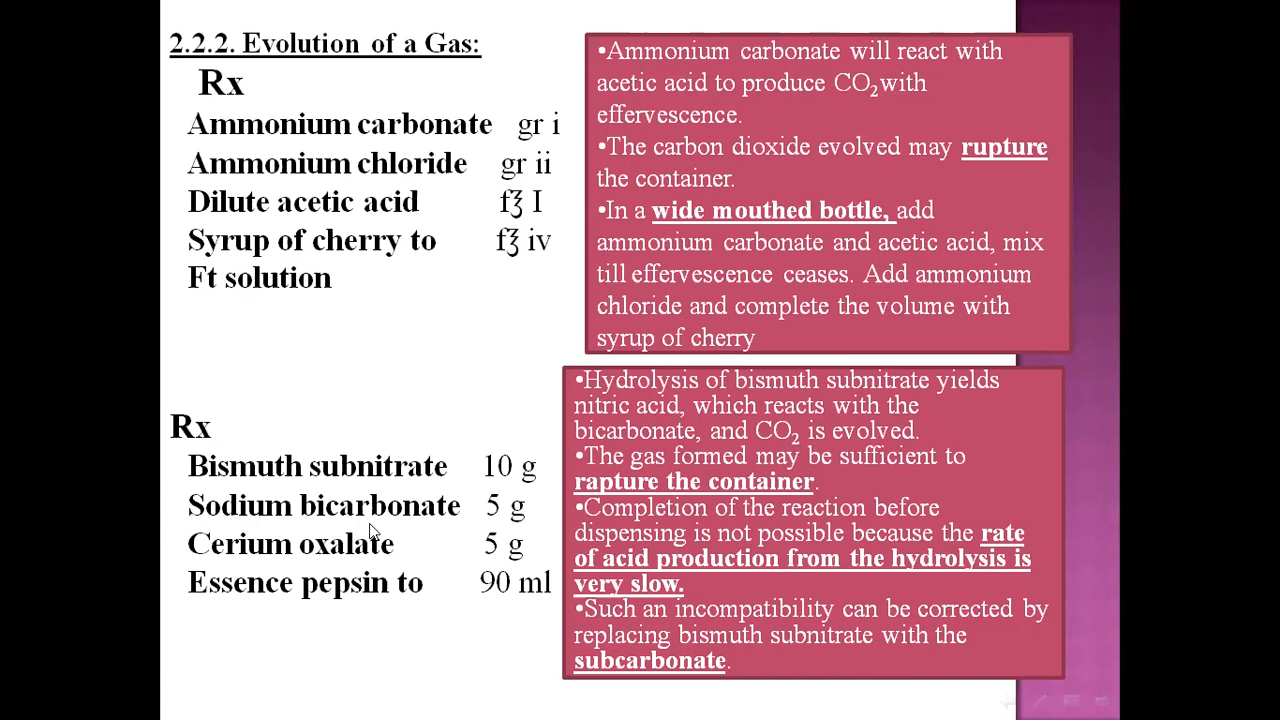 2.2.2. Evolution of a Gas:
Rx
Ammonium carbonate gr i
Ammonium chloride gr ii
Dilute acetic acid fʒ I
Syrup of cherry to fʒ iv
Ft solution
•Ammonium carbonate will react with
acetic acid to produce CO₂with
effervescence.
•The carbon dioxide evolved may rupture
the container.
•In a wide mouthed bottle, add
ammonium carbonate and acetic acid, mix
till effervescence ceases. Add ammonium
chloride and complete the volume with
syrup of cherry
Rx
Bismuth subnitrate 10 g
Sodium bicarbonate 5 g
Cerium oxalate 5 g
Essence pepsin to 90 ml
•Hydrolysis of bismuth subnitrate yields
nitric acid, which reacts with the
bicarbonate, and CO₂ is evolved.
•The gas formed may be sufficient to
rapture the container.
•Completion of the reaction before
dispensing is not possible because the rate
of acid production from the hydrolysis is
very slow.
•Such an incompatibility can be corrected by
replacing bismuth subnitrate with the
subcarbonate.